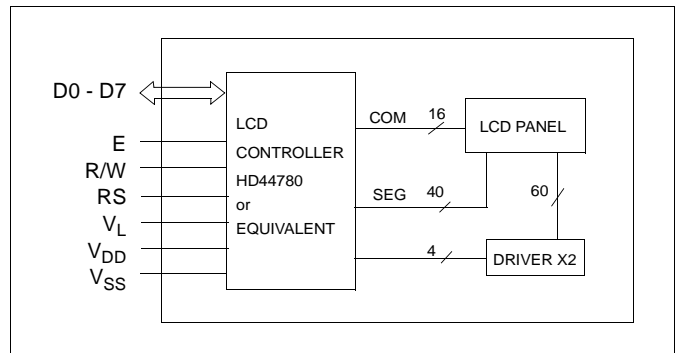 D0 - D7
E
R/W
RS
VL
VDD
VSS
LCD
CONTROLLER
HD44780
or
EQUIVALENT
COM 16
SEG 40
4
LCD PANEL
60
DRIVER X2